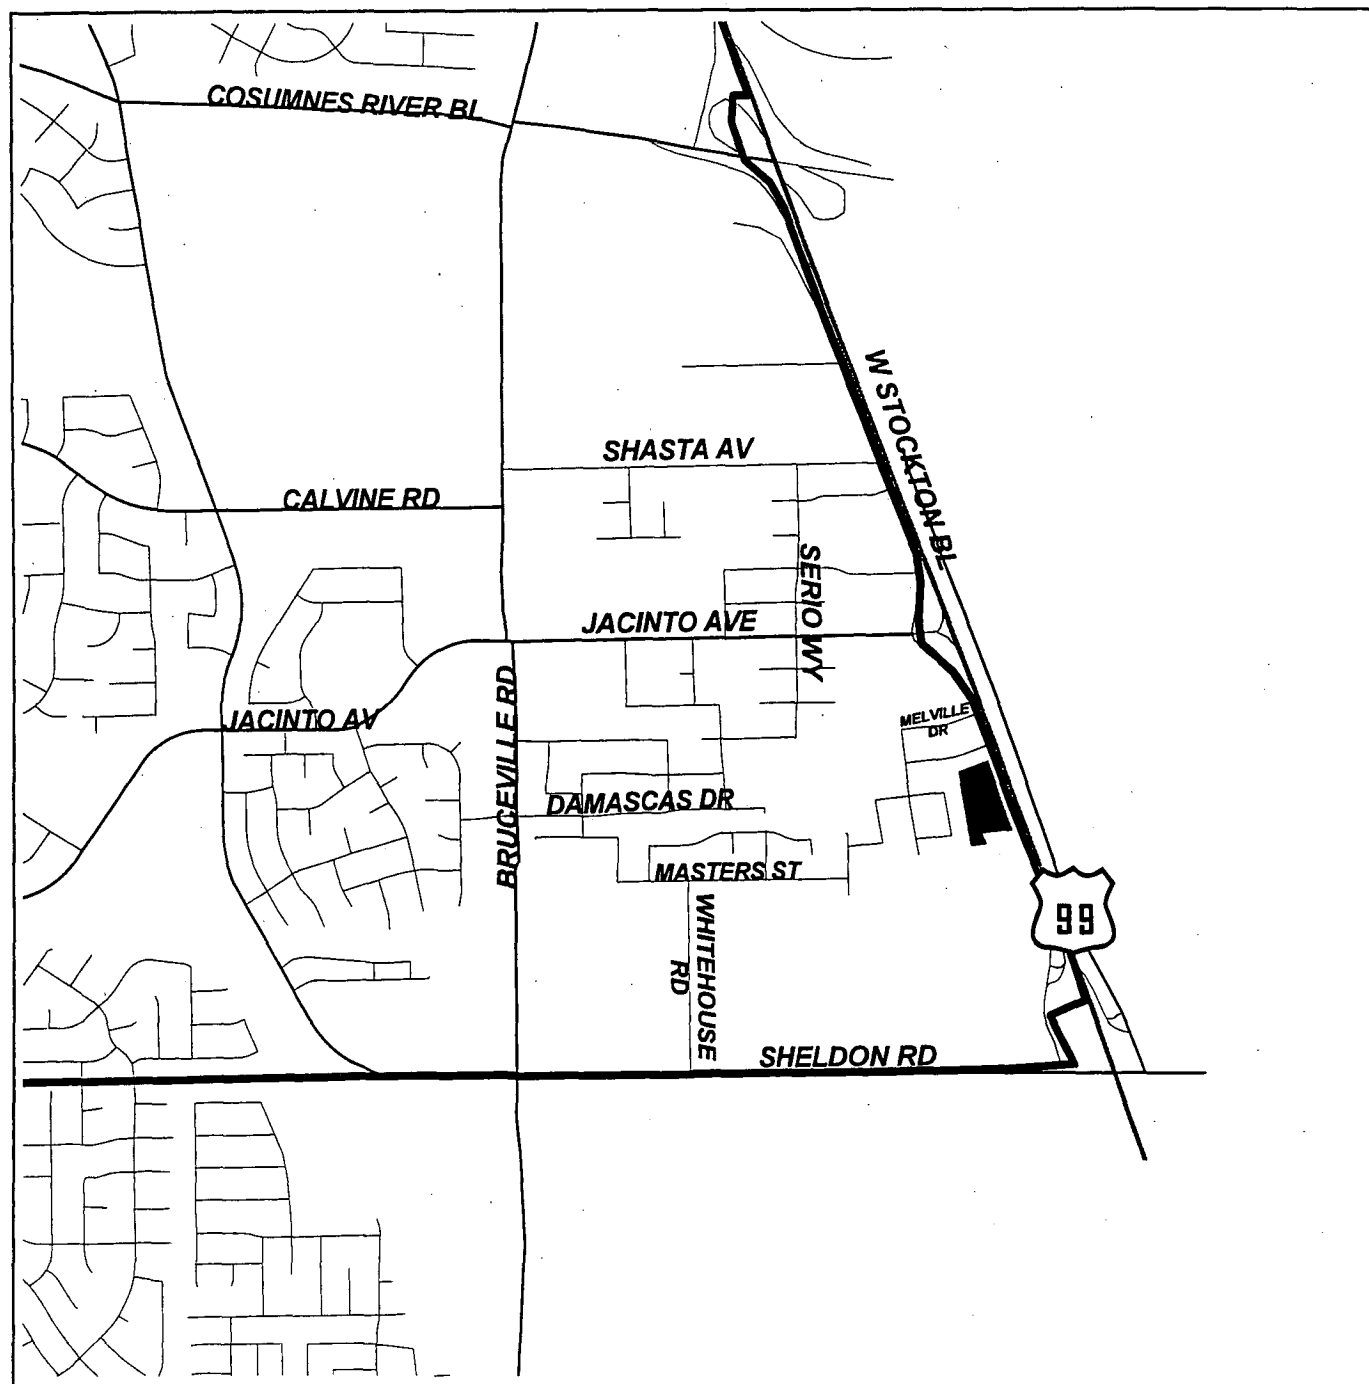 COSUMNES RIVER BL
W STOCKTON BL
SHASTA AV
CALVINE RD
SERIO WY
JACINTO AVE
BRUCEVILLE RD
JACINTO AV
MELVILLE
DR
DAMASCAS DR
MASTERS ST
WHITEHOUSE
RD
99
SHELDON RD